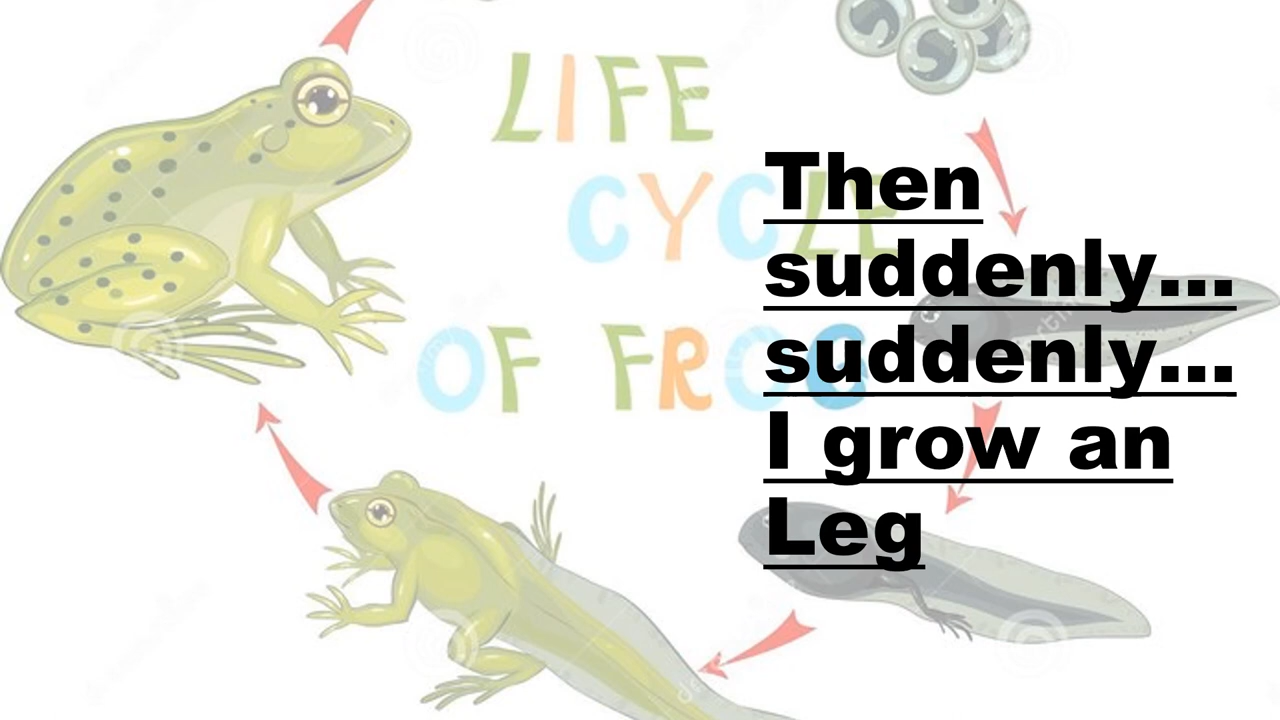 LIFE
CYCLE
OF FROG
Then
suddenly...
suddenly...
I grow an
Leg